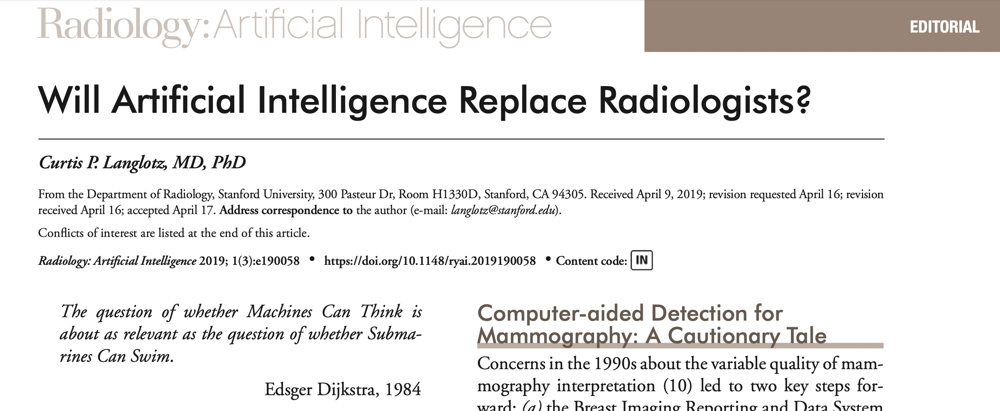 Radiology: Artificial Intelligence
EDITORIAL
Will Artificial Intelligence Replace Radiologists?
Curtis P. Langlotz, MD, PhD
From the Department of Radiology, Stanford University, 300 Pasteur Dr, Room H1330D, Stanford, CA 94305. Received April 9, 2019; revision requested April 16; revision
received April 16; accepted April 17. Address correspondence to the author (e-mail: langlotz@stanford.edu).
Conflicts of interest are listed at the end of this article.
Radiology: Artificial Intelligence 2019; 1(3):e190058 • https://doi.org/10.1148/ryai.2019190058 • Content code: IN
The question of whether Machines Can Think is
about as relevant as the question of whether Subma-
rines Can Swim.
Edsger Dijkstra, 1984
Computer-aided Detection for
Mammography: A Cautionary Tale
Concerns in the 1990s about the variable quality of mam-
mography interpretation (10) led to two key steps for-
ward: (a) the Breast Imaging Reporting and Data System